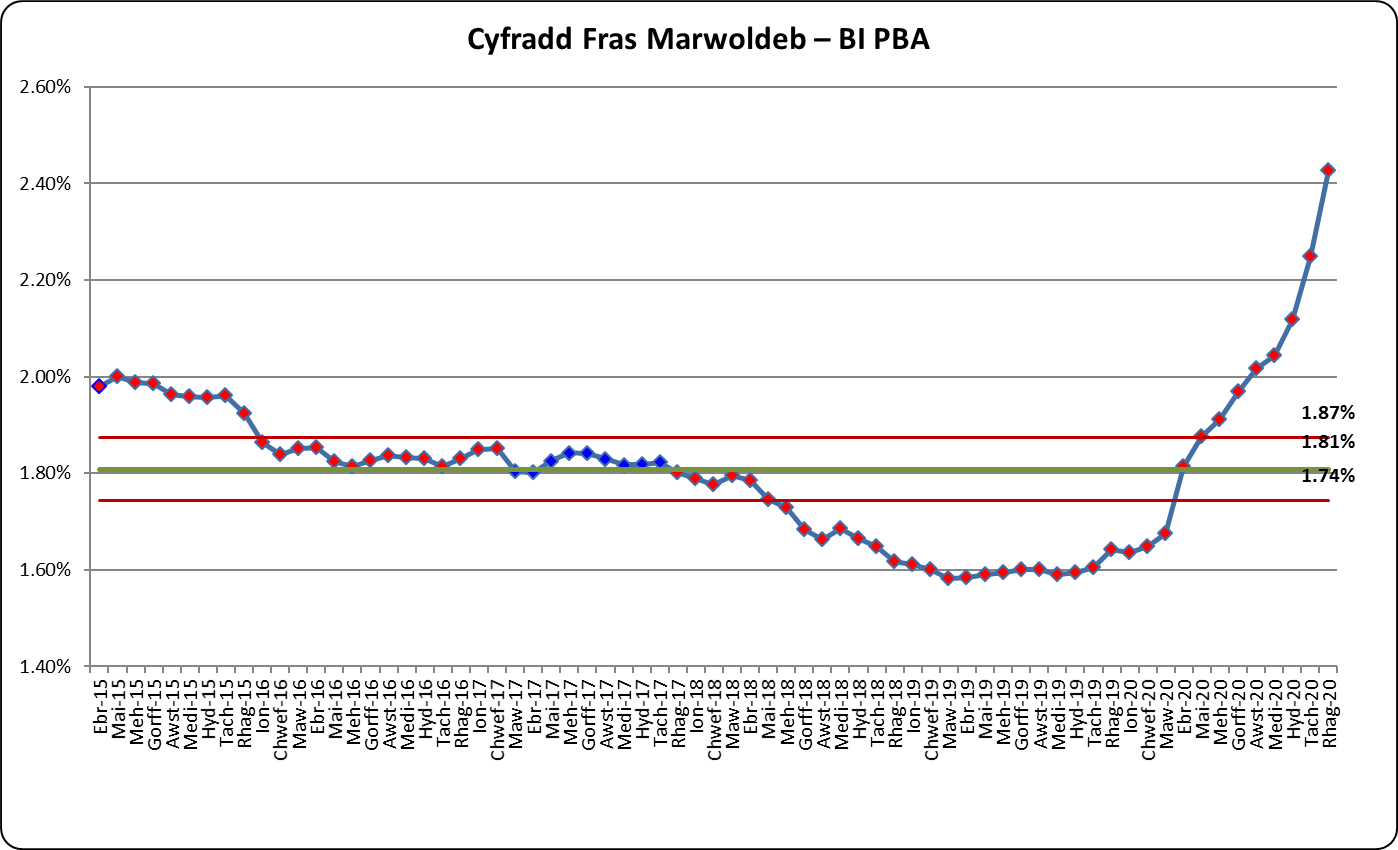 Cyfradd Fras Marwoldeb – BI PBA
2.60%
2.40%
2.20%
2.00%
1.80%
1.60%
1.40%
1.87%
1.81%
1.74%
Ebr-15
Mai-15
Meh-15
Gorff-15
Awst-15
Medi-15
Hyd-15
Tach-15
Rhag-15
Ion-16
Chwef-16
Maw-16
Ebr-16
Mai-16
Meh-16
Gorff-16
Awst-16
Medi-16
Hyd-16
Tach-16
Rhag-16
Ion-17
Chwef-17
Maw-17
Ebr-17
Mai-17
Meh-17
Gorff-17
Awst-17
Medi-17
Hyd-17
Tach-17
Rhag-17
Ion-18
Chwef-18
Maw-18
Ebr-18
Mai-18
Meh-18
Gorff-18
Awst-18
Medi-18
Hyd-18
Tach-18
Rhag-18
Ion-19
Chwef-19
Maw-19
Ebr-19
Mai-19
Meh-19
Gorff-19
Awst-19
Medi-19
Hyd-19
Tach-19
Rhag-19
Ion-20
Chwef-20
Maw-20
Ebr-20
Mai-20
Meh-20
Gorff-20
Awst-20
Medi-20
Hyd-20
Tach-20
Rhag-20